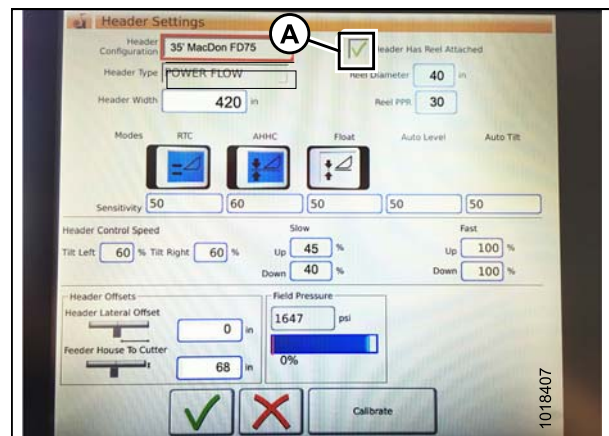 Header Settings
A
Header Configuration 35' MacDon FD75 Header Has Reel Attached
Header Type POWER FLOW Reel Diameter 40 in
Header Width 420 in Reel PPR 30
Modes RTC AHHC Float Auto Level Auto Tilt
Sensitivity 50 60 50 50 50
Header Control Speed Slow Fast
Tilt Left 60 % Tilt Right 60 % Up 45 % Up 100 %
Down 40 % Down 100 %
Header Offsets Field Pressure
Header Lateral Offset 1647 psi
0 in
Feeder House To Cutter 0%
68 in
Calibrate
1018407